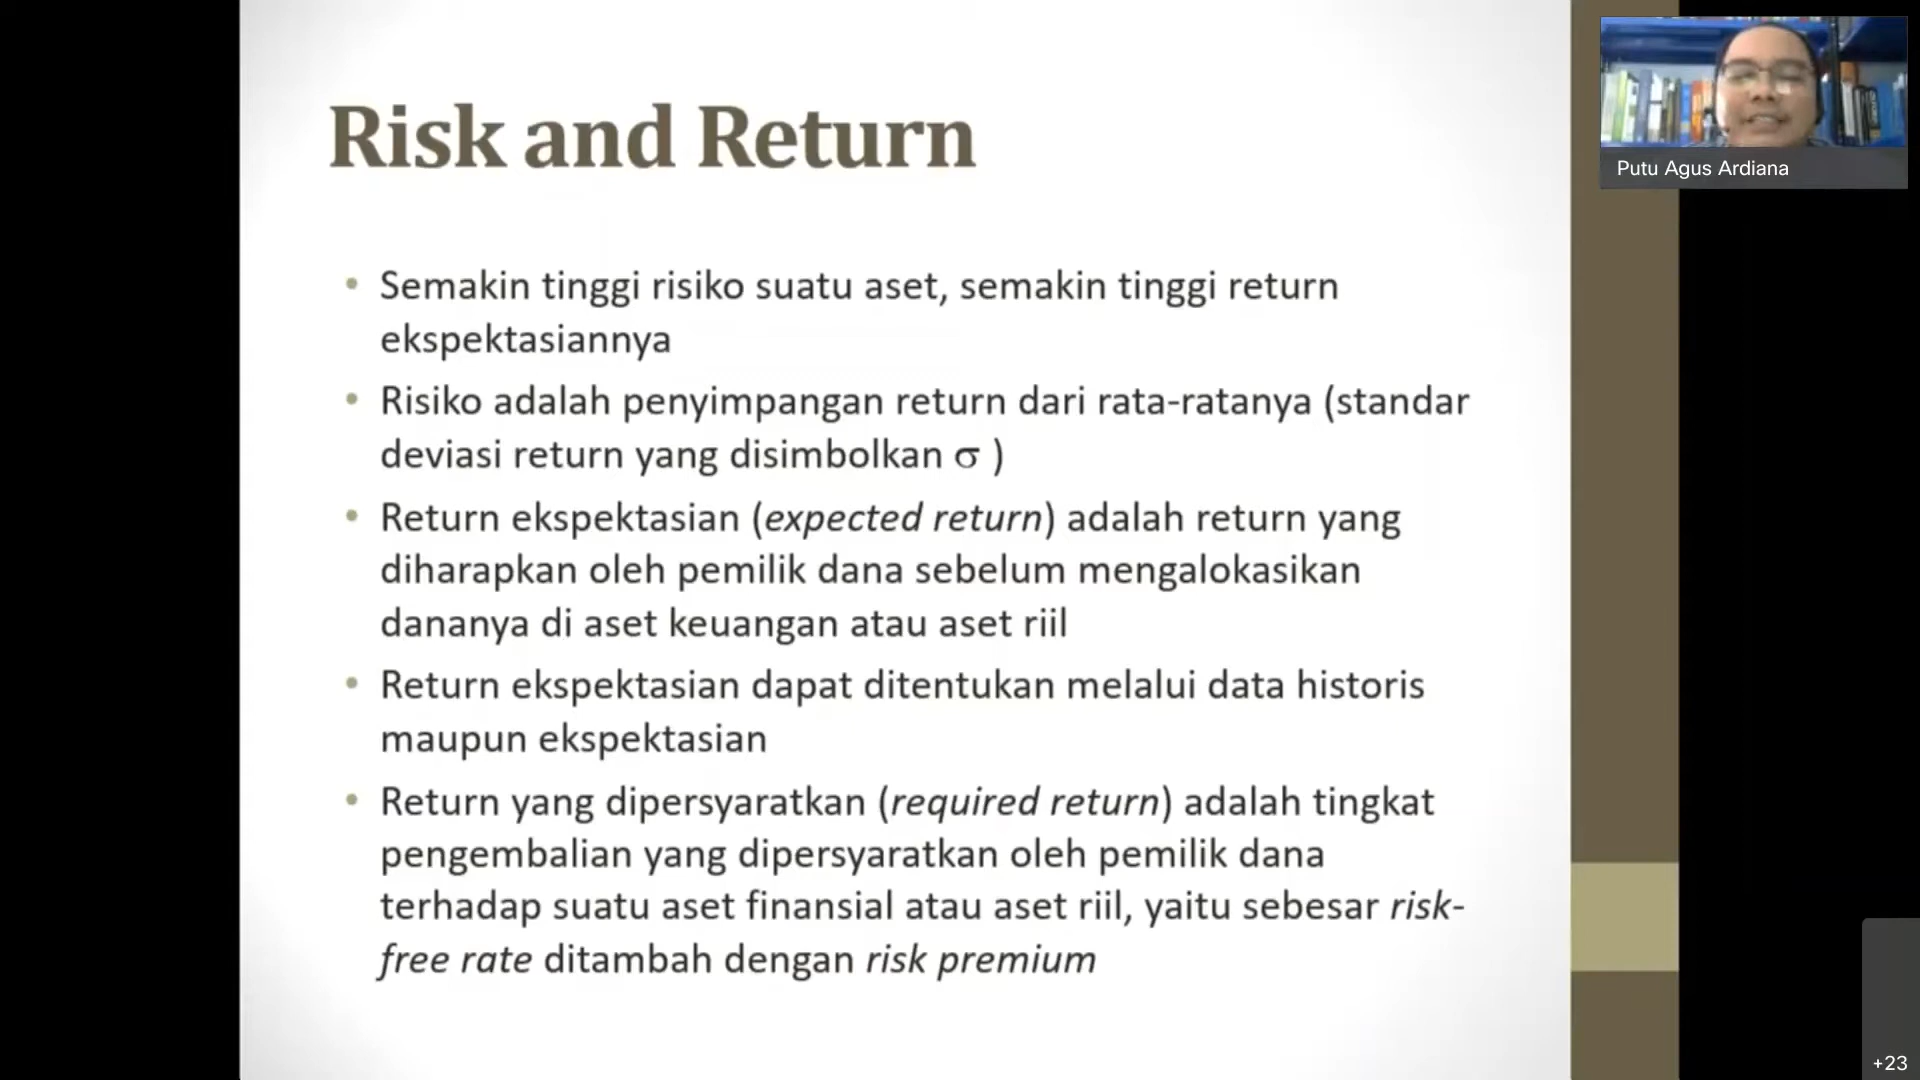 Risk and Return
• Semakin tinggi risiko suatu aset, semakin tinggi return
ekspektasiannya
• Risiko adalah penyimpangan return dari rata-ratanya (standar
deviasi return yang disimbolkan σ )
• Return ekspektasian (expected return) adalah return yang
diharapkan oleh pemilik dana sebelum mengalokasikan
dananya di aset keuangan atau aset riil
• Return ekspektasian dapat ditentukan melalui data historis
maupun ekspektasian
• Return yang dipersyaratkan (required return) adalah tingkat
pengembalian yang dipersyaratkan oleh pemilik dana
terhadap suatu aset finansial atau aset riil, yaitu sebesar risk-
free rate ditambah dengan risk premium
Putu Agus Ardiana
+23